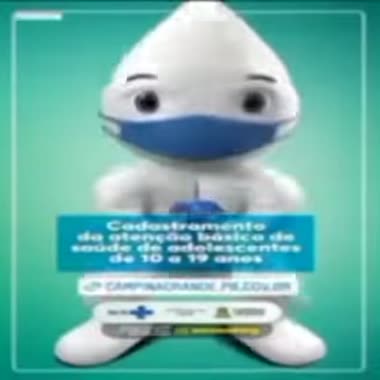 Cadastramento
da atenção básica de
saúde de adolescentes
de 10 a 19 anos
CAMPINAGRANDE.PB.GOV.BR